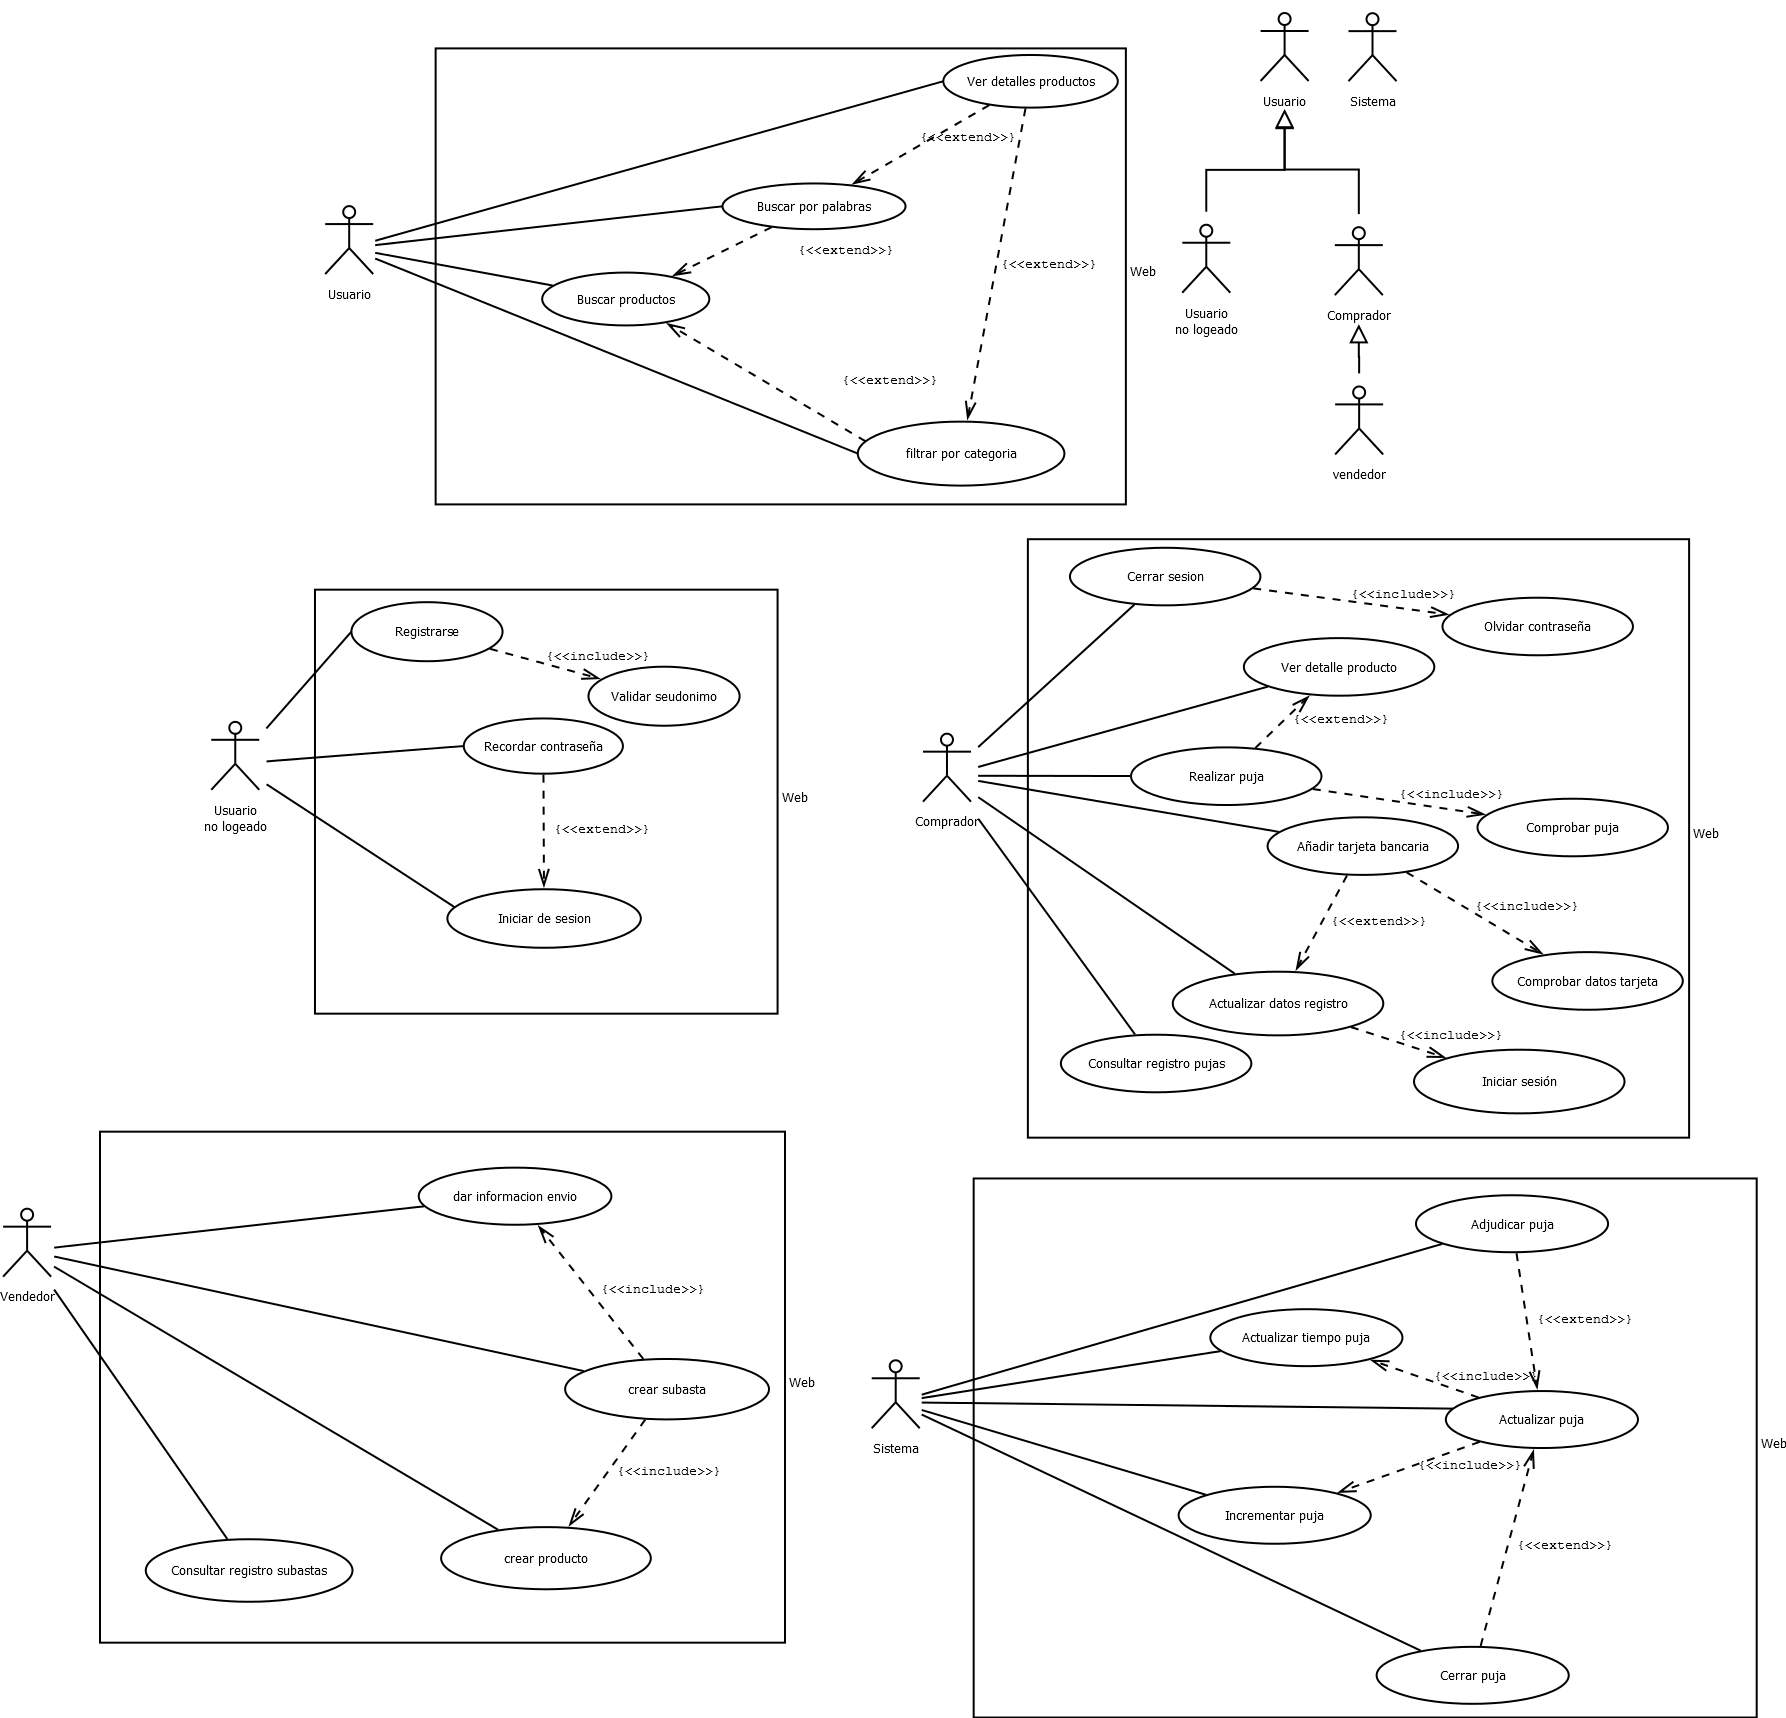 Usuario
Sistema
Usuario
no logeado
Comprador
vendedor
Ver detalles productos
{<<extend>>}
Buscar por palabras
{<<extend>>}
{<<extend>>}
Web
Usuario
Buscar productos
{<<extend>>}
filtrar por categoria
Registrarse
{<<include>>}
Validar seudonimo
Recordar contraseña
Usuario
no logeado
Web
{<<extend>>}
Iniciar de sesion
Cerrar sesion
{<<include>>}
Olvidar contraseña
Ver detalle producto
{<<extend>>}
Realizar puja
{<<include>>}
Comprobar puja
Comprador
Web
Añadir tarjeta bancaria
{<<include>>}
{<<extend>>}
Comprobar datos tarjeta
Actualizar datos registro
{<<include>>}
Consultar registro pujas
Iniciar sesión
dar informacion envio
{<<include>>}
Vendedor
crear subasta
Web
{<<include>>}
crear producto
Consultar registro subastas
Adjudicar puja
{<<extend>>}
Actualizar tiempo puja
{<<include>>}
Actualizar puja
Sistema
Web
{<<include>>}
Incrementar puja
{<<extend>>}
Cerrar puja